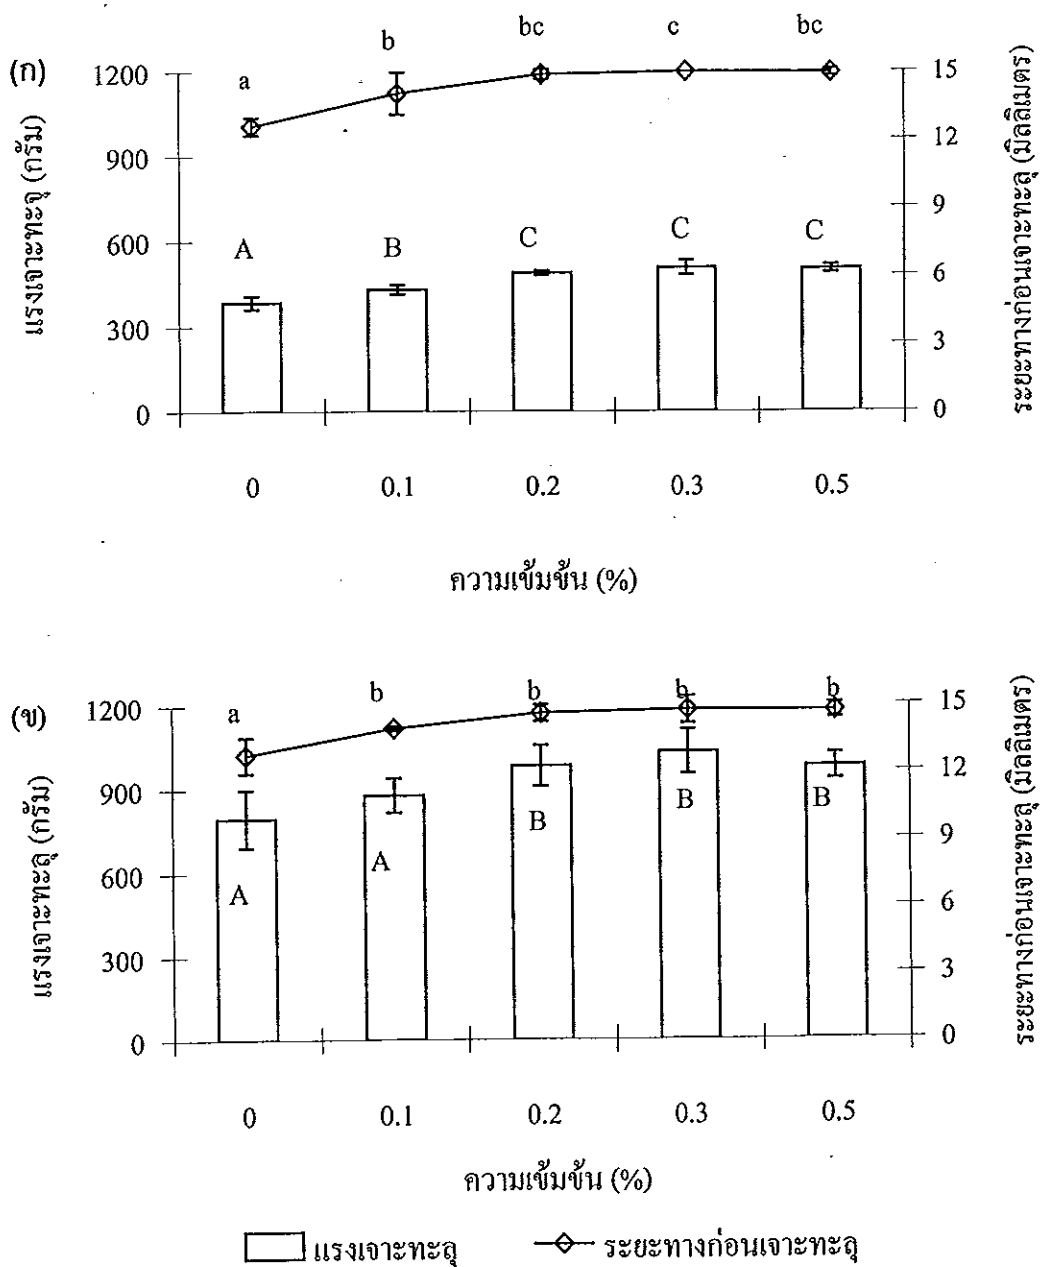 bc c bc
b
(ก) 1200 a 15
12
900
9
600 A B C C C
6
300
3
0 0
แรงเจาะทะจุ (กรัม)
ระยะทางก่อนเจาะทะลุ (มิลลิเมตร)
0 0.1 0.2 0.3 0.5
ความเข้มข้น (%)
(ข) 1200 a b b b b 15
12
900
B B B
9
A A
600
6
300
3
0 0
แรงเจาะทะลุ (กรัม)
ระยะทางก่อนเจาะทะลุ (มิลลิเมตร)
0 0.1 0.2 0.3 0.5
ความเข้มข้น (%)
แรงเจาะทะลุ ระยะทางก่อนเจาะทะลุ